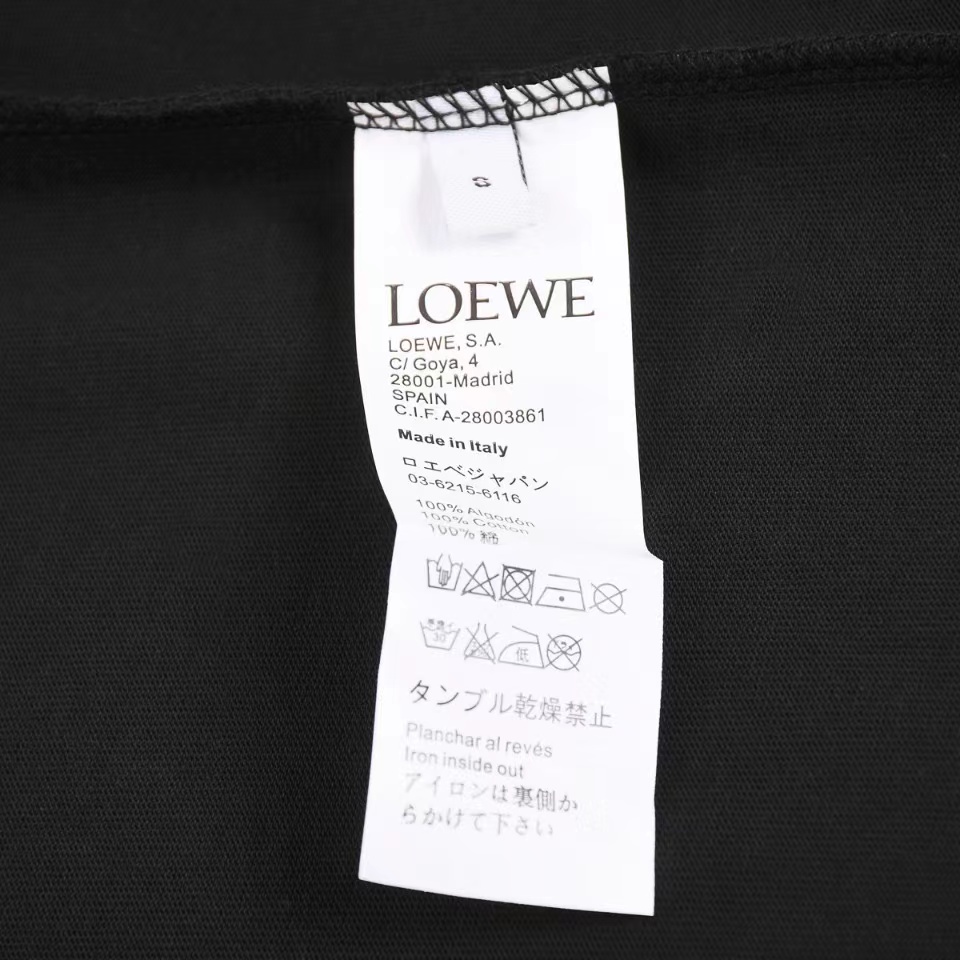 S
LOEWE
LOEWE, S.A.
C/ Goya, 4
28001-Madrid
SPAIN
C.I.F. A-28003861
Made in Italy
ロエベジャパン
03-6215-6116
100% Algodón
100% Cotton
100% 綿
30
低
タンブル乾燥禁止
Planchar al revés
Iron inside out
アイロンは裏側か
らかけて下さい